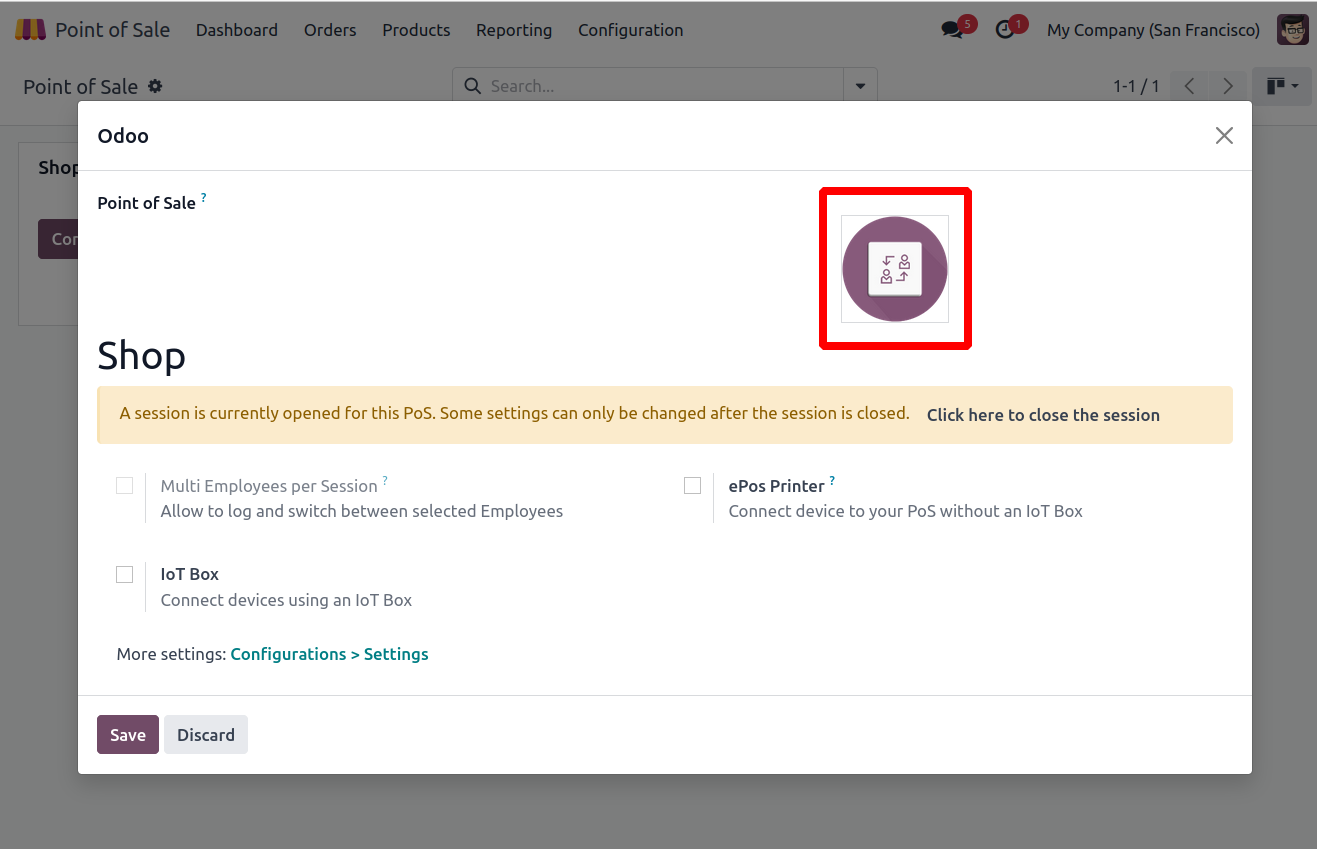 Point of Sale Dashboard Orders Products Reporting Configuration 5 1 My Company (San Francisco)
Point of Sale Search... 1-1 / 1
Odoo
Shop
Point of Sale ?
Con
Shop
A session is currently opened for this PoS. Some settings can only be changed after the session is closed. Click here to close the session
Multi Employees per Session ?
Allow to log and switch between selected Employees
ePos Printer ?
Connect device to your PoS without an IoT Box
IoT Box
Connect devices using an IoT Box
More settings: Configurations > Settings
Save Discard